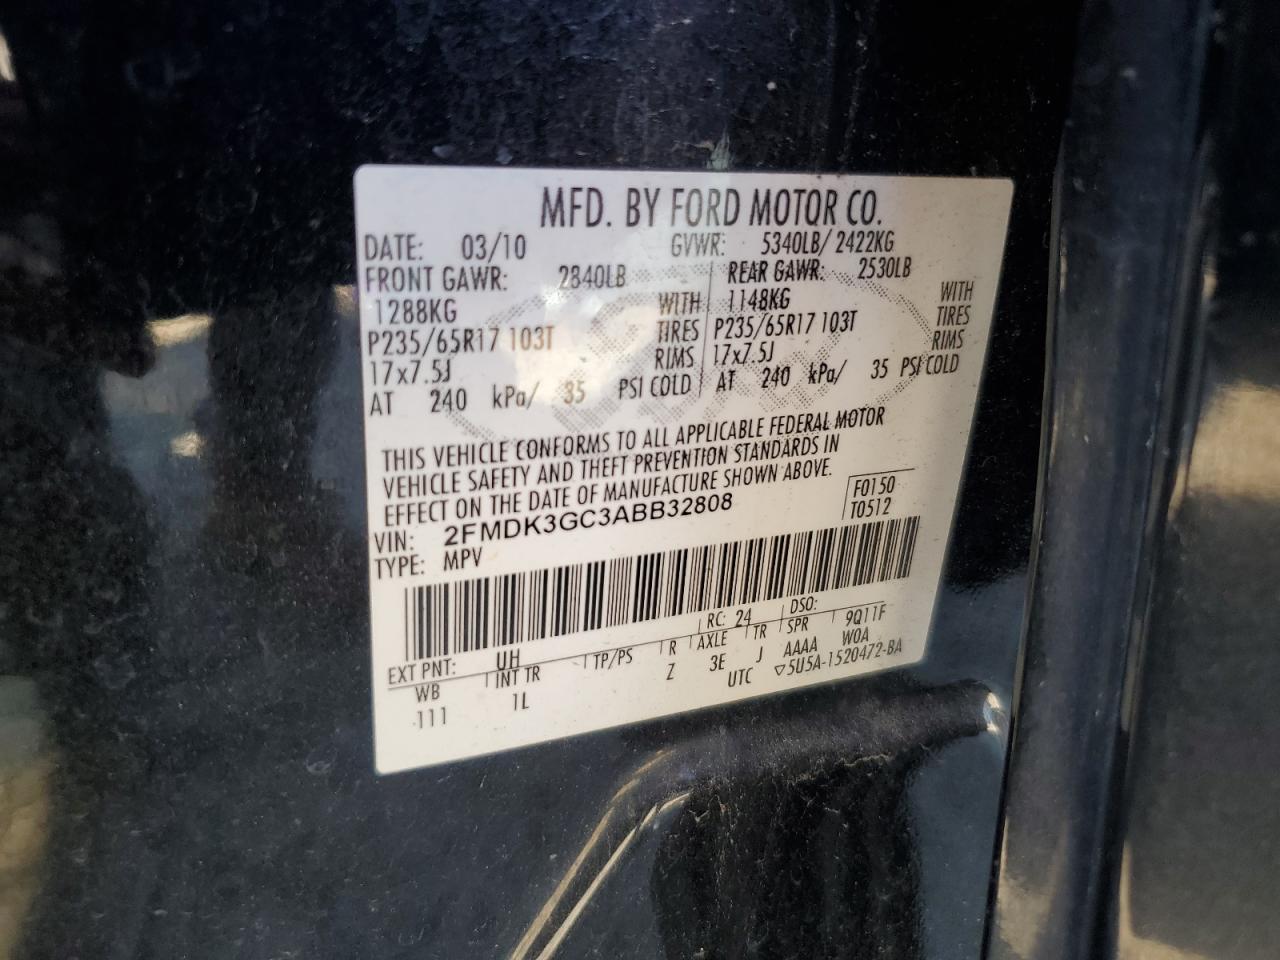 MFD. BY FORD MOTOR CO.
DATE: 03/10 GVWR: 5340LB/ 2422KG
FRONT GAWR: 2840LB REAR GAWR: 2530LB
1288KG WITH 1148KG WITH
P235/65R17 103T TIRES P235/65R17 103T TIRES
17x7.5J RIMS 17x7.5J RIMS
AT 240 kPa/ 35 PSI COLD AT 240 kPa/ 35 PSI COLD
THIS VEHICLE CONFORMS TO ALL APPLICABLE FEDERAL MOTOR
VEHICLE SAFETY AND THEFT PREVENTION STANDARDS IN
EFFECT ON THE DATE OF MANUFACTURE SHOWN ABOVE.
F0150
VIN: 2FMDK3GC3ABB32808 T0512
TYPE: MPV
EXT PNT: UH RC: 24 DSO: 9Q11F
WB INT TR TP/PS R AXLE TR SPR WOA
111 1L Z 3E J AAAA
UTC ▽5U5A-1520472-BA